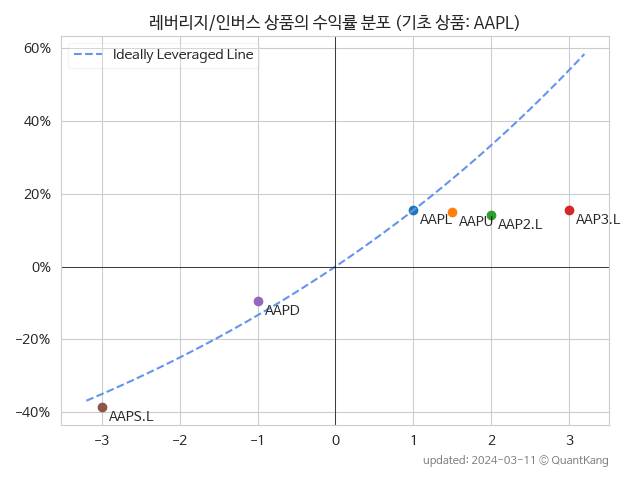 레버리지/인버스 상품의 수익률 분포 (기초 상품: AAPL)
Ideally Leveraged Line
60%
40%
20%
0%
−20%
−40%
AAPL
AAPU
AAP2.L
AAP3.L
AAPD
AAPS.L
−3
−2
−1
0
1
2
3
updated: 2024-03-11 © QuantKang